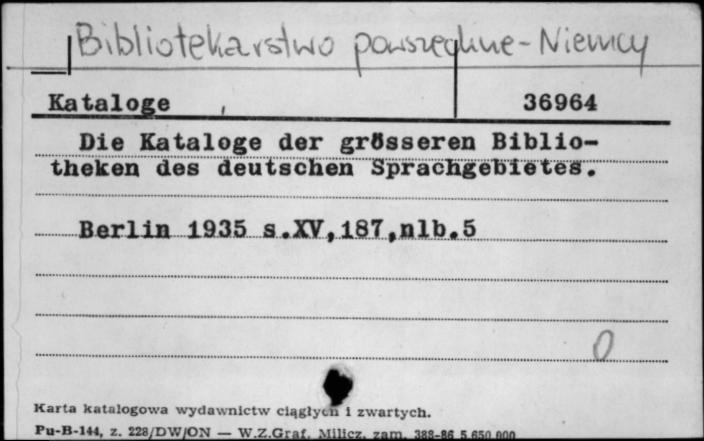 Bibliotekarstwo powszechne - Niemcy
Kataloge 36964
Die Kataloge der grösseren Biblio-
theken des deutschen Sprachgebietes.
Berlin 1935 s.XV,187,nlb.5
0
Karta katalogowa wydawnictw ciągłych i zwartych.
Pu-B-144, z. 228/DW/ON — W.Z.Graf. Milicz, zam. 388-86 5.650.000